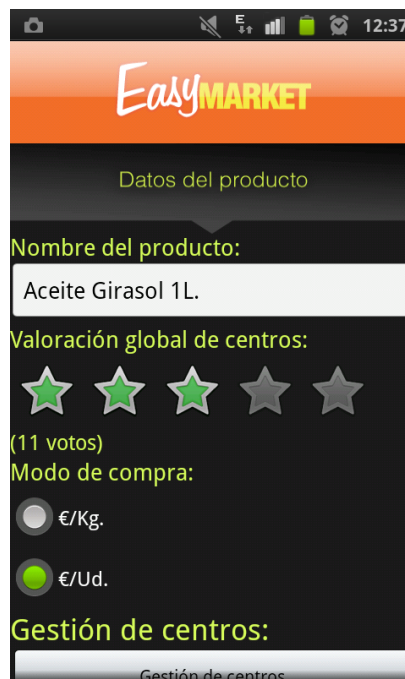 E
12:37
EasyMARKET
Datos del producto
Nombre del producto:
Aceite Girasol 1L.
Valoración global de centros:
(11 votos)
Modo de compra:
€/Kg.
€/Ud.
Gestión de centros:
Gestión de centros